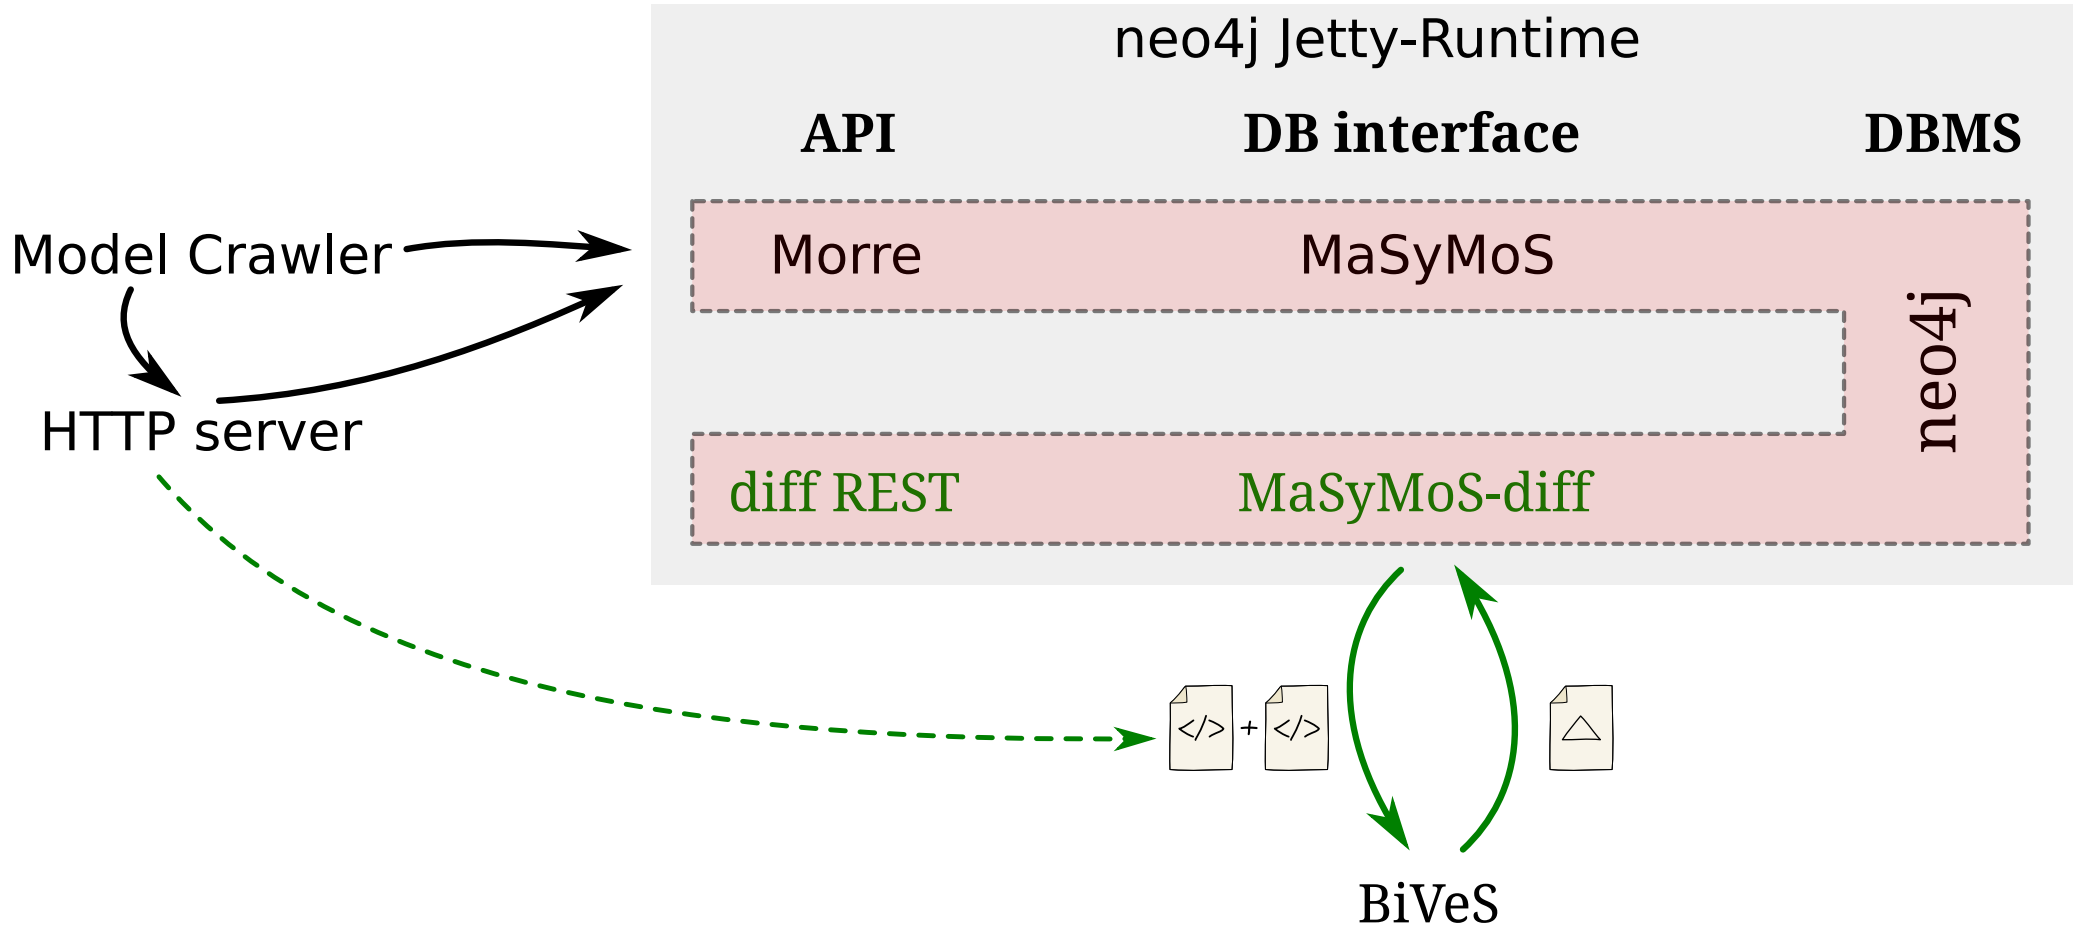 neo4j Jetty-Runtime
API DB interface DBMS
Model Crawler
Morre MaSyMoS
neo4j
HTTP server
diff REST MaSyMoS-diff
</> + </>
BiVeS